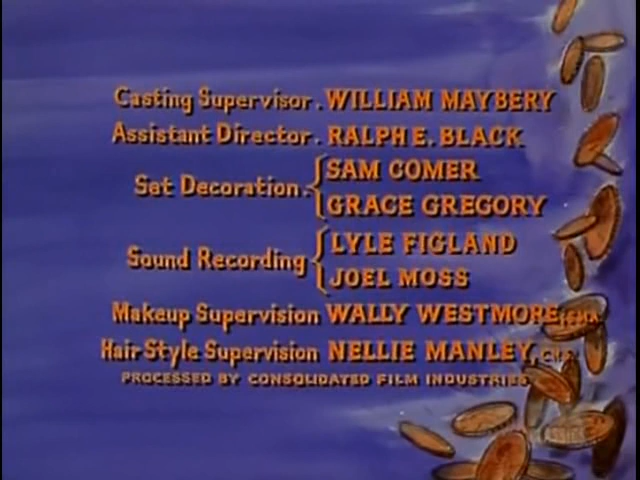 Casting Supervisor. WILLIAM MAYBERY
Assistant Director. RALPH E. BLACK
Set Decoration. SAM COMER
GRACE GREGORY
Sound Recording LYLE FIGLAND
JOEL MOSS
Makeup Supervision WALLY WESTMORE,
Hair Style Supervision NELLIE MANLEY,
PROCESSED BY CONSOLIDATED FILM INDUSTRIES